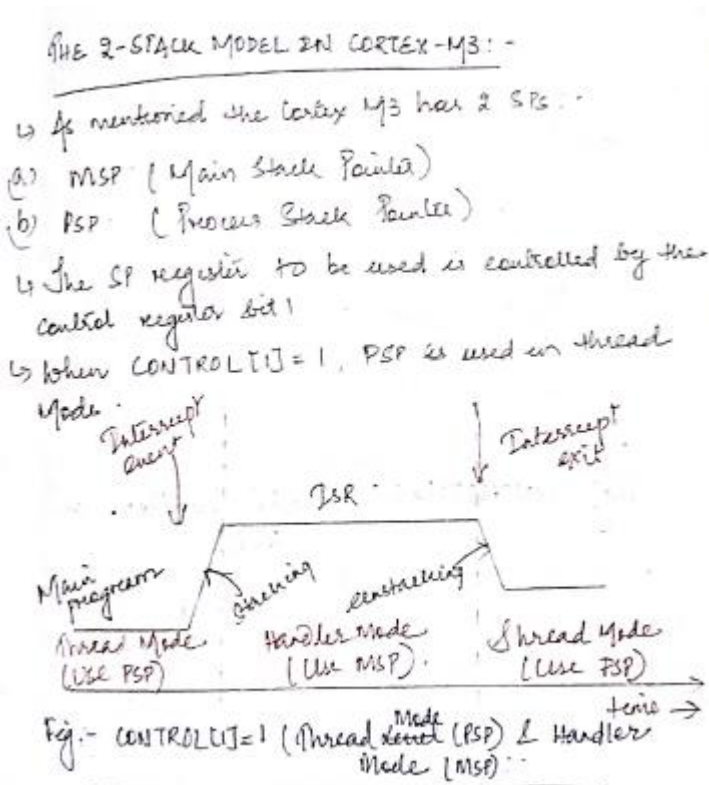 THE 2-STACK MODEL IN CORTEX-M3: -
↳ As mentioned the Cortex M3 has 2 SPs. -
(a) MSP (Main Stack Pointer)
(b) PSP (Process Stack Pointer)
↳ The SP register to be used is controlled by the
control register bit 1
↳ When CONTROL[1] = 1, PSP is used in thread
Mode.
Interrupt
event
Interrupt
exit
ISR
Main
program
stacking
unstacking
Thread Mode
(Use PSP)
Handler Mode
(Use MSP).
Thread Mode
(Use PSP)
time →
Fig:- CONTROL[1]=1 (Thread Mode (PSP) & Handler
Mode (MSP)